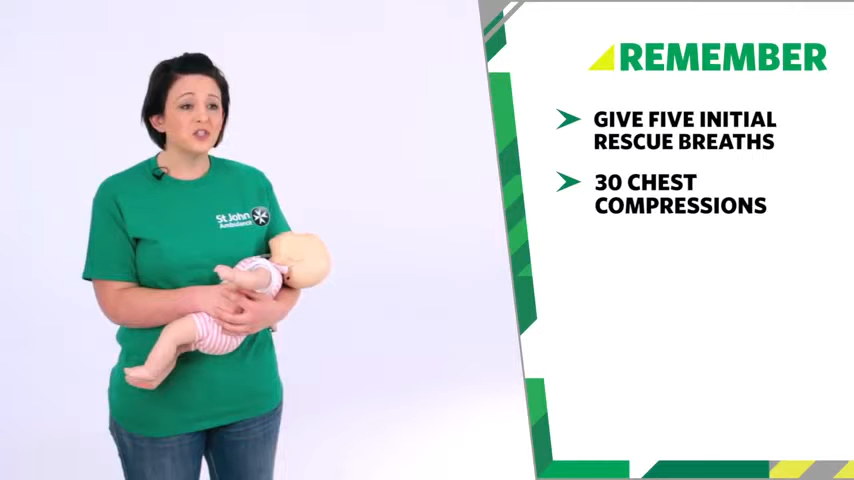 REMEMBER
GIVE FIVE INITIAL
RESCUE BREATHS
30 CHEST
COMPRESSIONS
St John
Ambulance